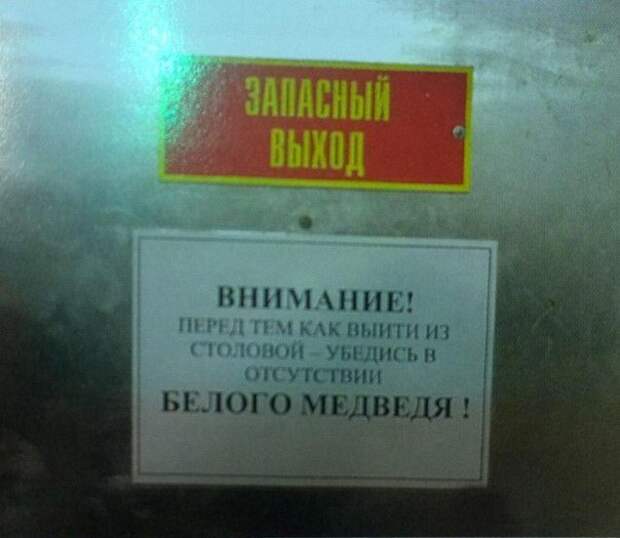 ЗАПАСНЫЙ
ВЫХОД
ВНИМАНИЕ!
ПЕРЕД ТЕМ КАК ВЫЙТИ ИЗ
СТОЛОВОЙ – УБЕДИСЬ В
ОТСУТСТВИИ
БЕЛОГО МЕДВЕДЯ !